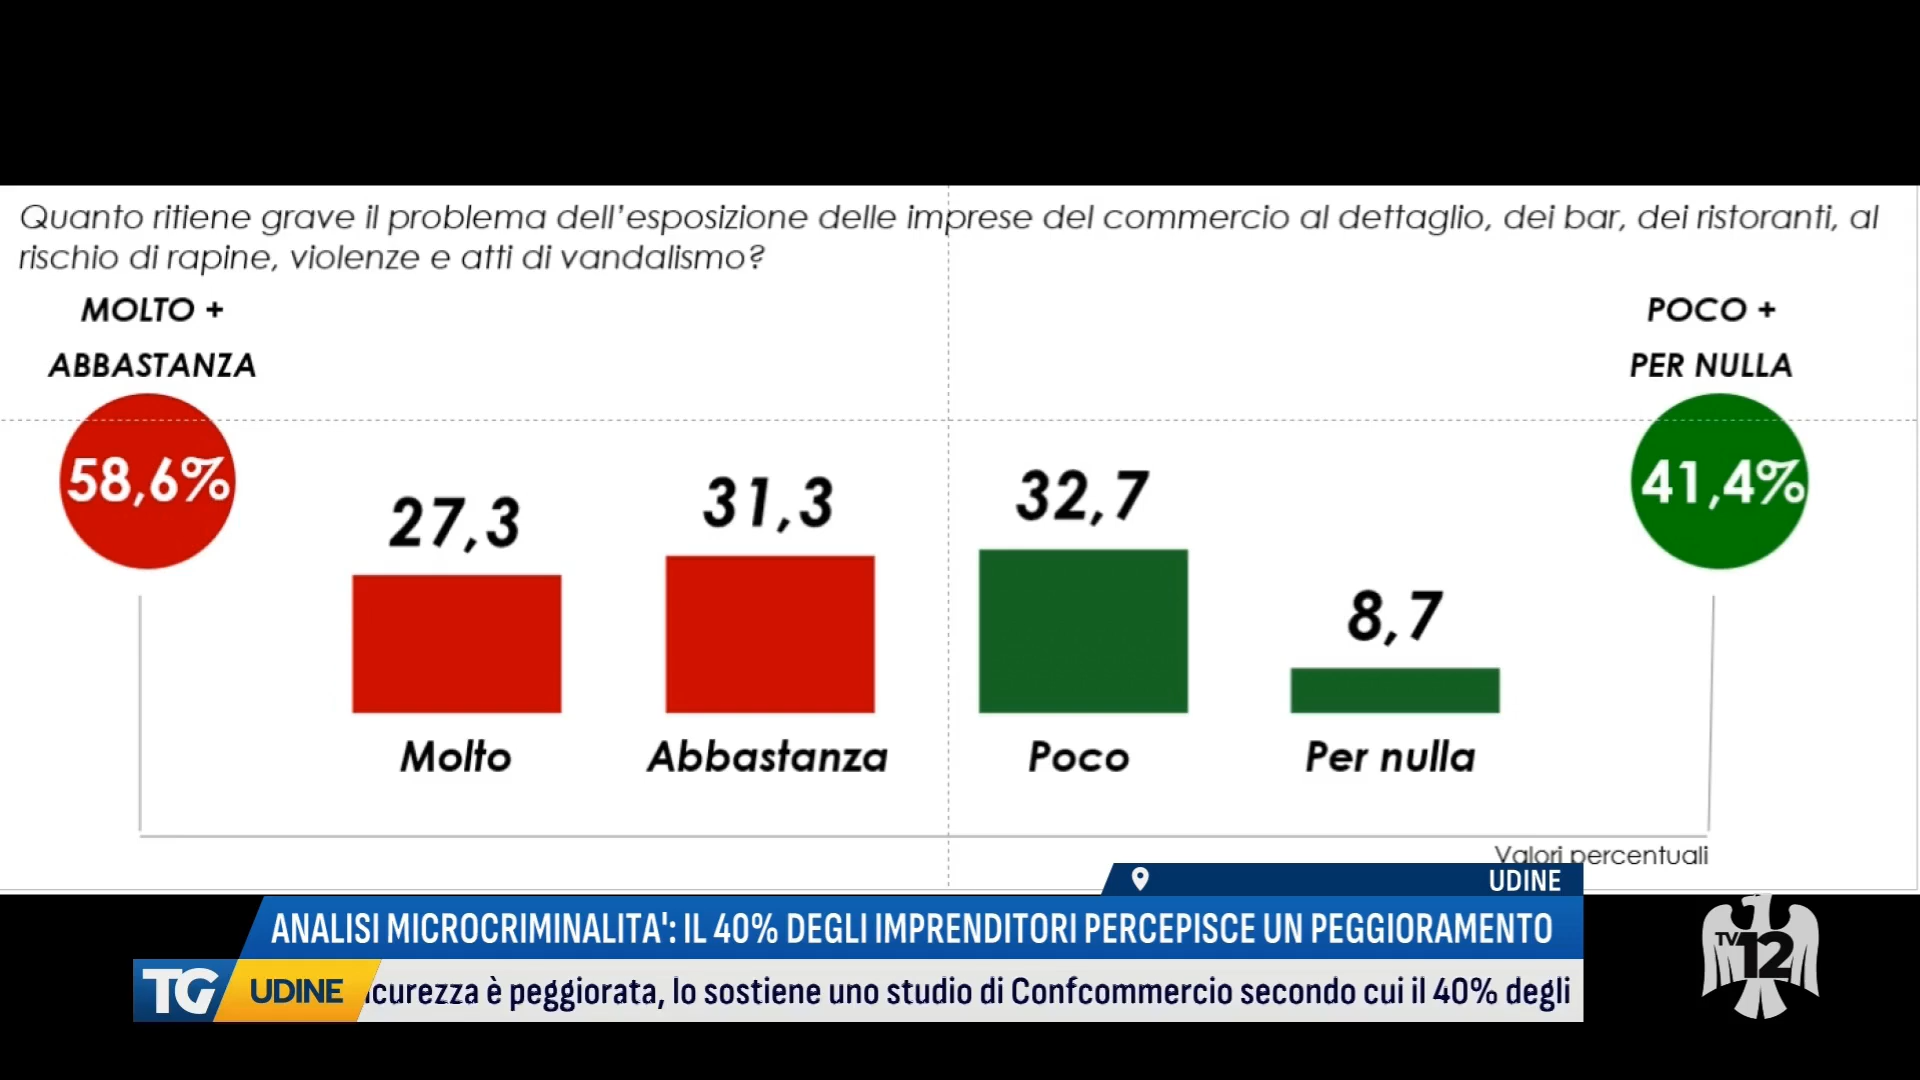 Quanto ritiene grave il problema dell'esposizione delle imprese del commercio al dettaglio, dei bar, dei ristoranti, al
rischio di rapine, violenze e atti di vandalismo?
MOLTO +
ABBASTANZA
58,6%
POCO +
PER NULLA
41,4%
27,3
31,3
32,7
8,7
Molto
Abbastanza
Poco
Per nulla
Valori percentuali
UDINE
ANALISI MICROCRIMINALITA': IL 40% DEGLI IMPRENDITORI PERCEPISCE UN PEGGIORAMENTO
TG UDINE
icurezza è peggiorata, lo sostiene uno studio di Confcommercio secondo cui il 40% degli
TV 12